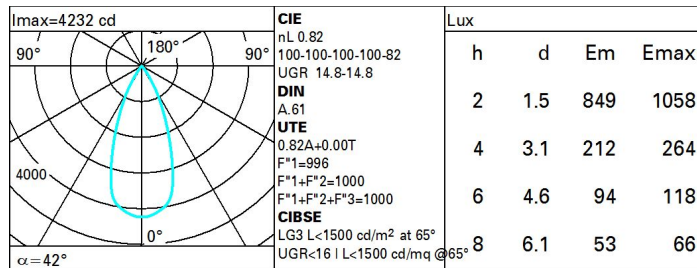 Imax=4232 cd
90°
180°
90°
4000
0°
α=42°
CIE
nL 0.82
100-100-100-100-82
UGR 14.8-14.8
DIN
A.61
UTE
0.82A+0.00T
F"1=996
F"1+F"2=1000
F"1+F"2+F"3=1000
CIBSE
LG3 L<1500 cd/m² at 65°
UGR<16 | L<1500 cd/mq @65°
Lux
h d Em Emax
2 1.5 849 1058
4 3.1 212 264
6 4.6 94 118
8 6.1 53 66